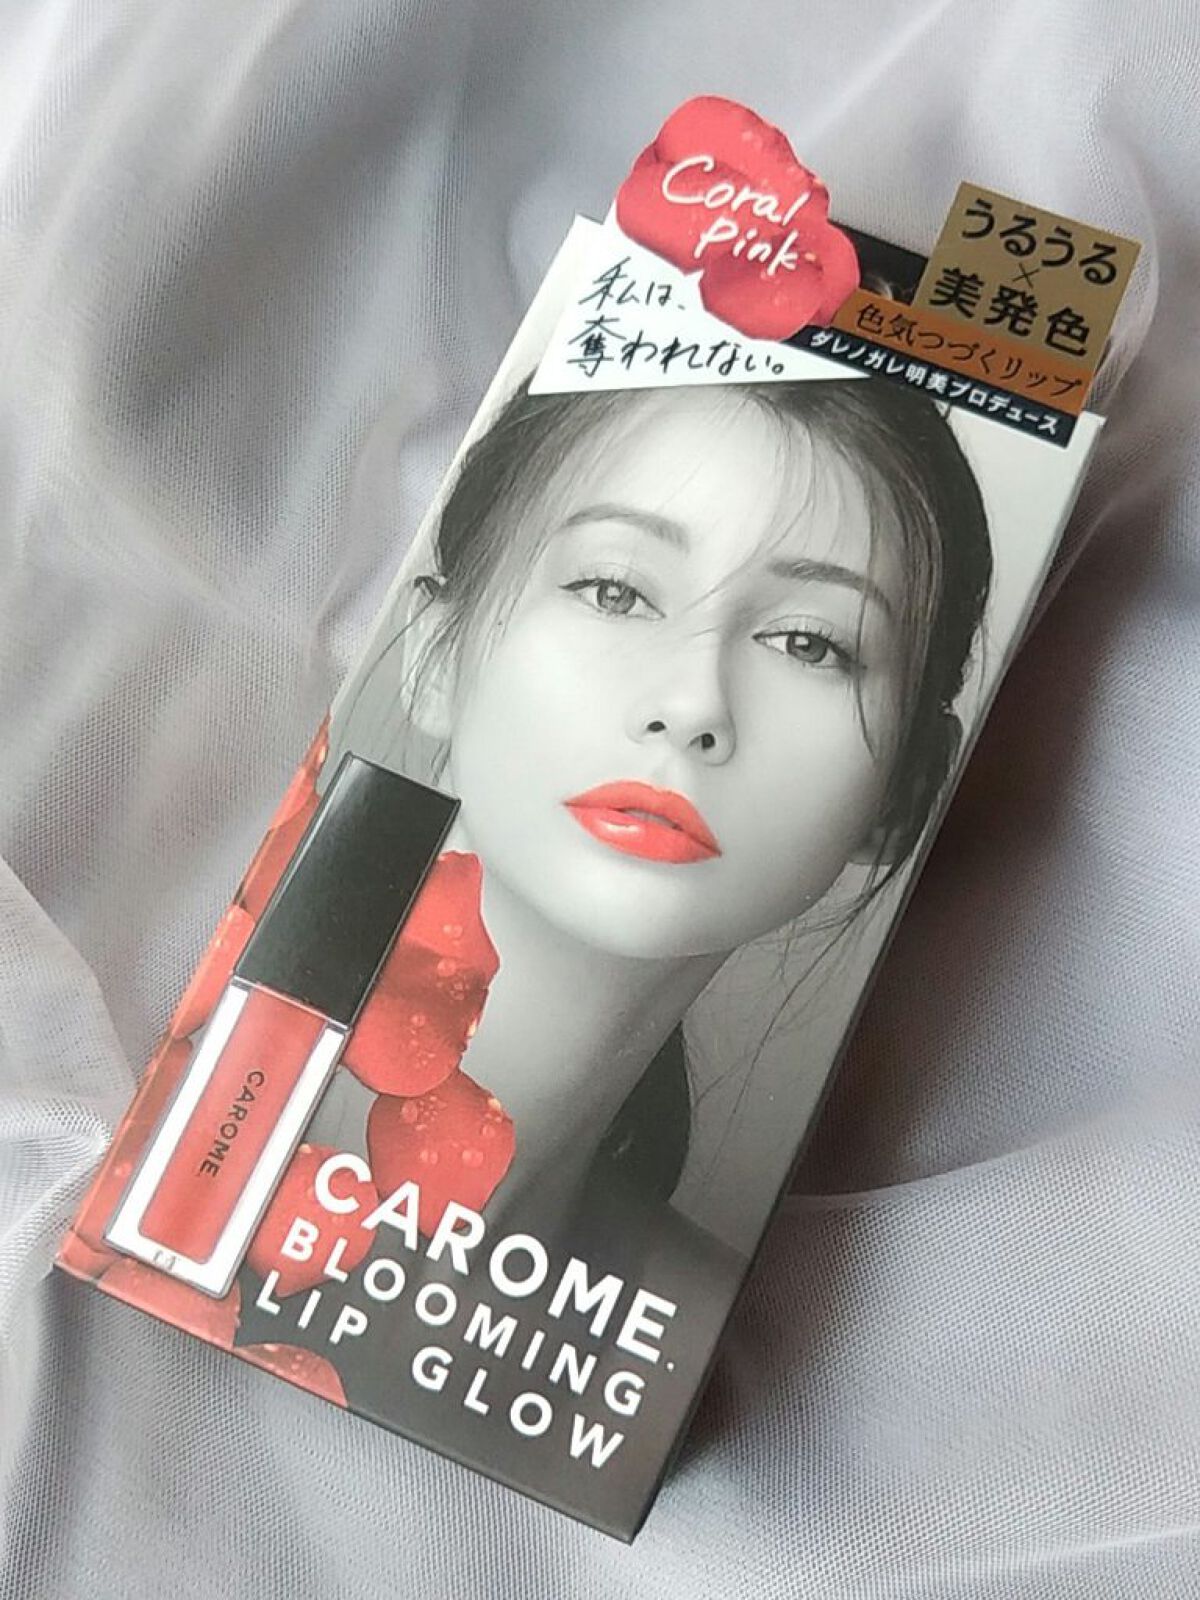 Coral
Pink
私は、
奪われない。
うるうる
×
美発色
色気つづくリップ
ダレノガレ明美プロデュース
CAROME.
CAROME.
BLOOMING
LIP GLOW